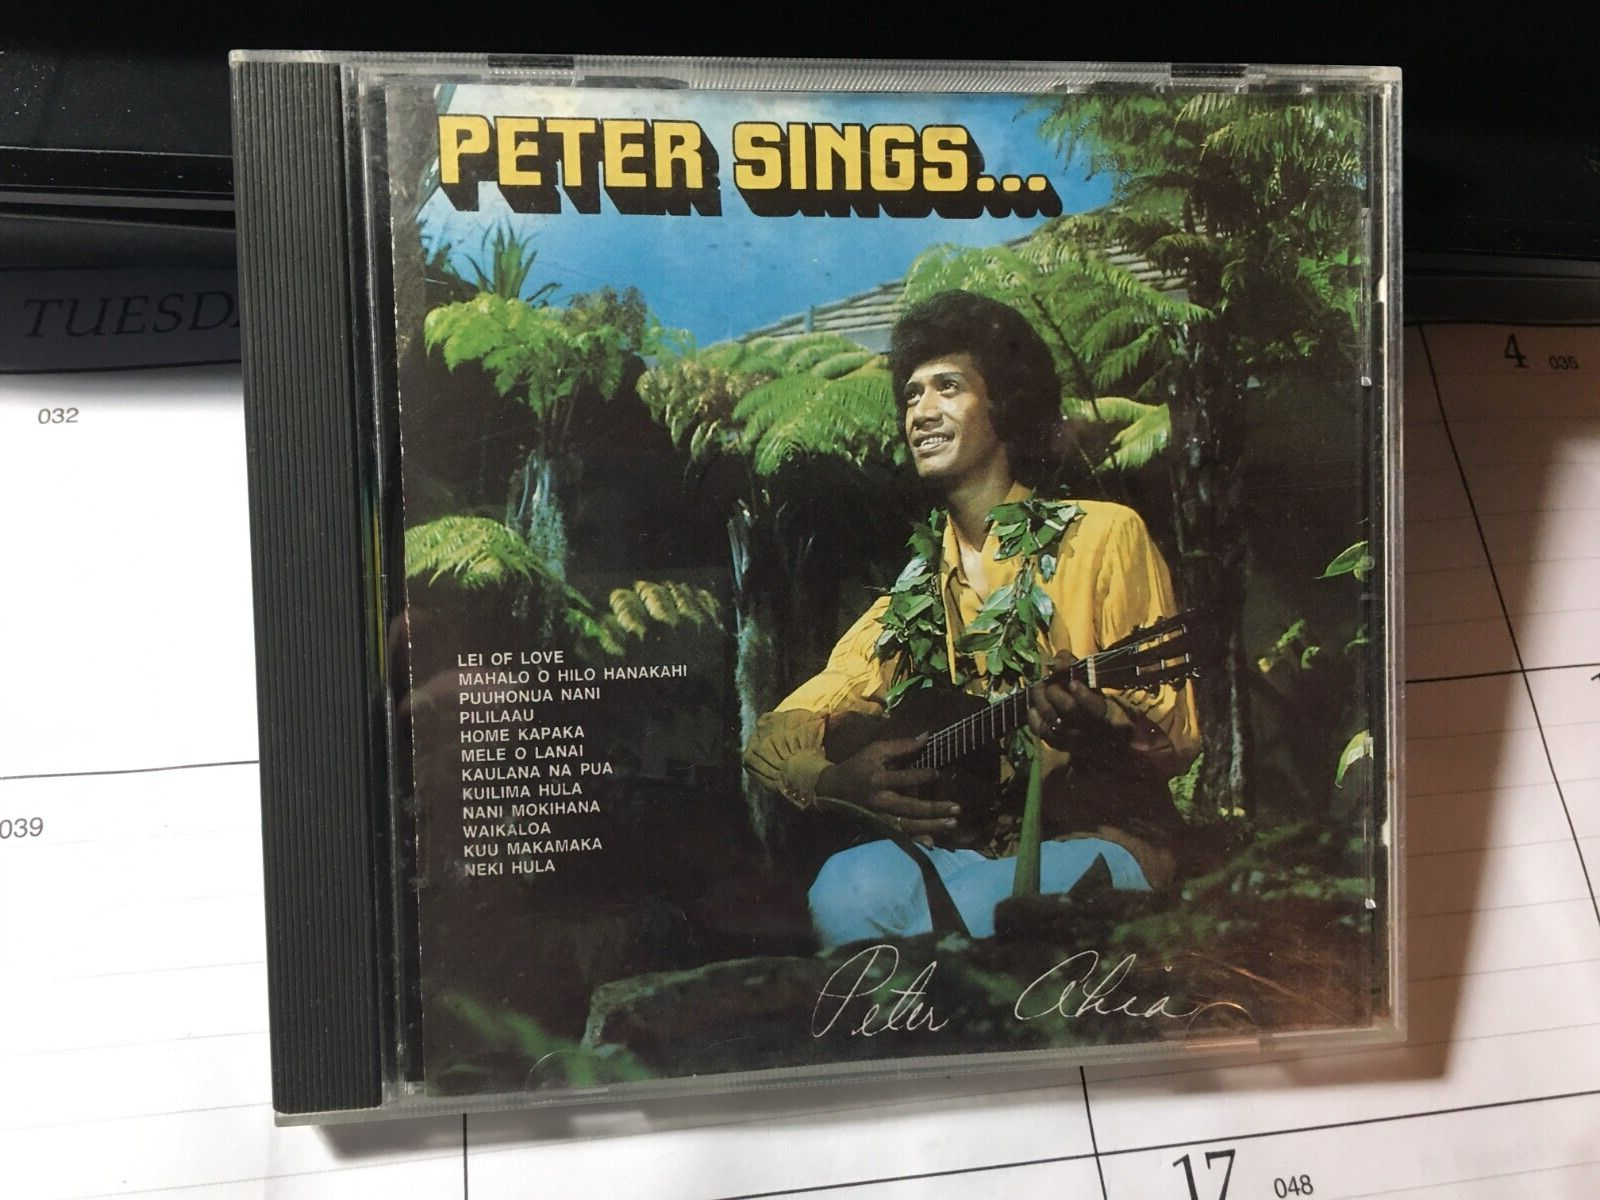 PETER SINGS...
LEI OF LOVE
MAHALO O HILO HANAKAHI
PUUHONUA NANI
PILILAAU
HOME KAPAKA
MELE O LANAI
KAULANA NA PUA
KUILIMA HULA
NANI MOKIHANA
WAIKALOA
KUU MAKAMAKA
NEKI HULA
Peter Ahia
TUESDA
032
039
4 035
17 048